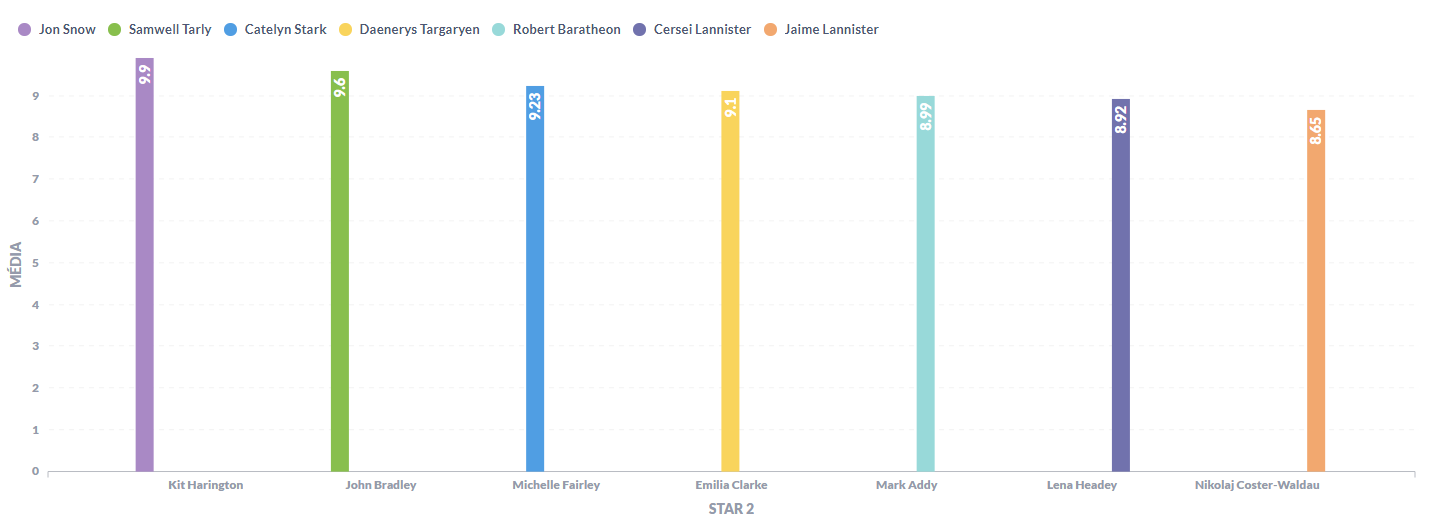 Jon Snow Samwell Tarly Catelyn Stark Daenerys Targaryen Robert Baratheon Cersei Lannister Jaime Lannister
9.9 9.6 9.23 9.1 8.99 8.92 8.65
9
8
7
6
5
4
3
2
1
0
MÉDIA
Kit Harington John Bradley Michelle Fairley Emilia Clarke Mark Addy Lena Headey Nikolaj Coster-Waldau
STAR 2